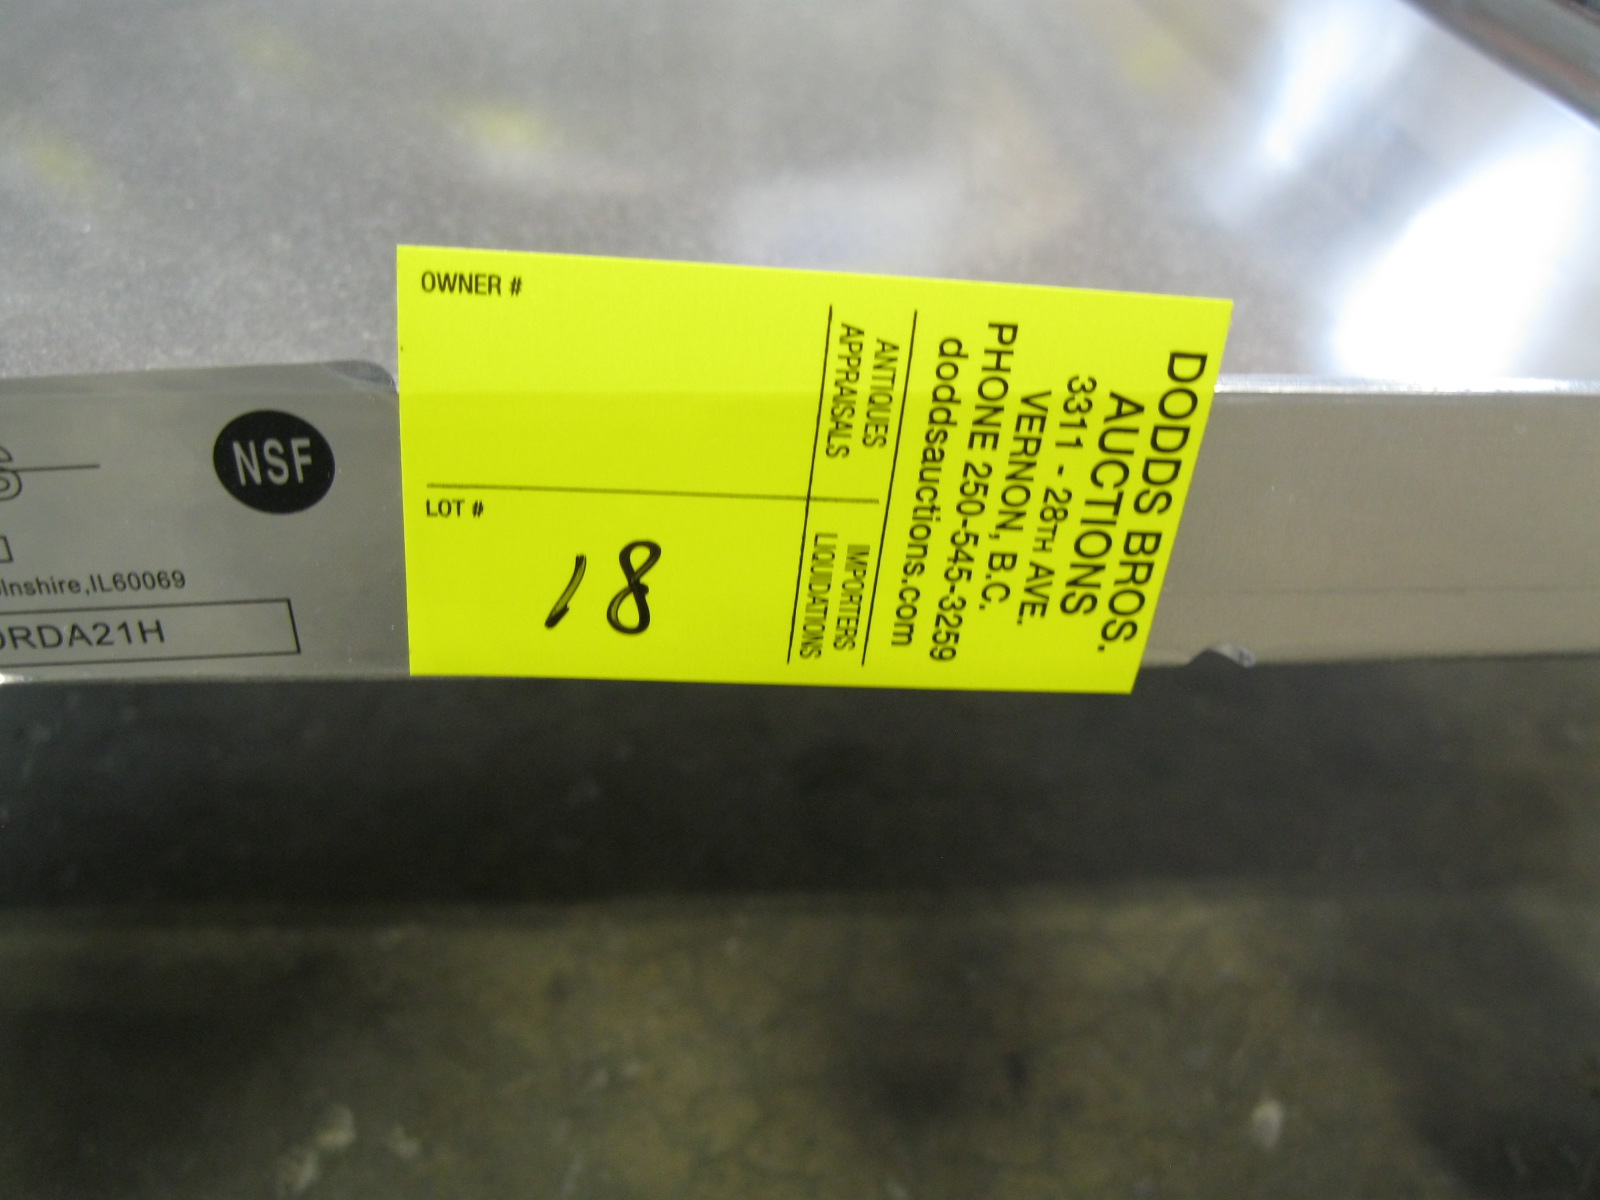 OWNER #
LOT #
18
DODDS BROS.
AUCTIONS
3311 - 28TH AVE.
VERNON, B.C.
PHONE 250-545-3259
doddsauctions.com
ANTIQUES IMPORTERS
APPRAISALS LIQUIDATIONS
NSF
lnshire,IL60069
RDA21H